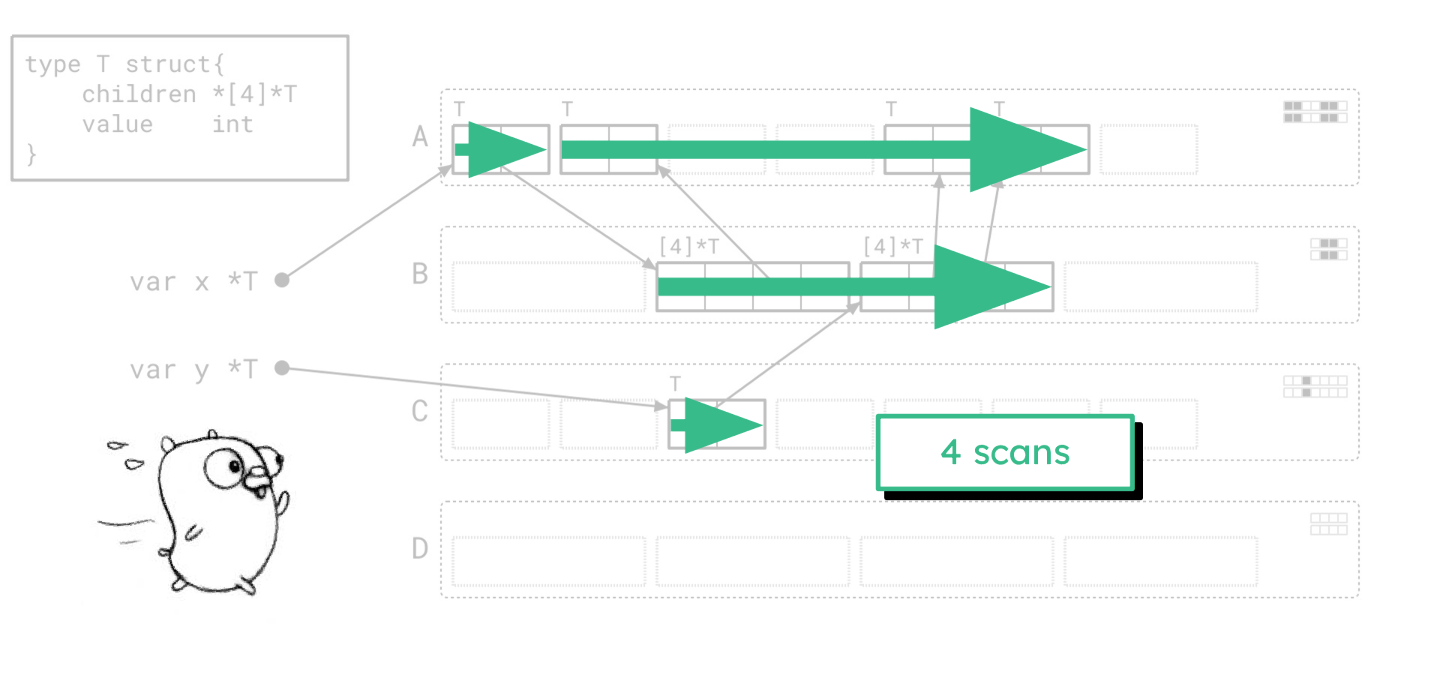 type T struct{
    children *[4]*T
    value    int
}
T
T
T
T
A
var x *T
[4]*T
[4]*T
B
var y *T
T
C
4 scans
D